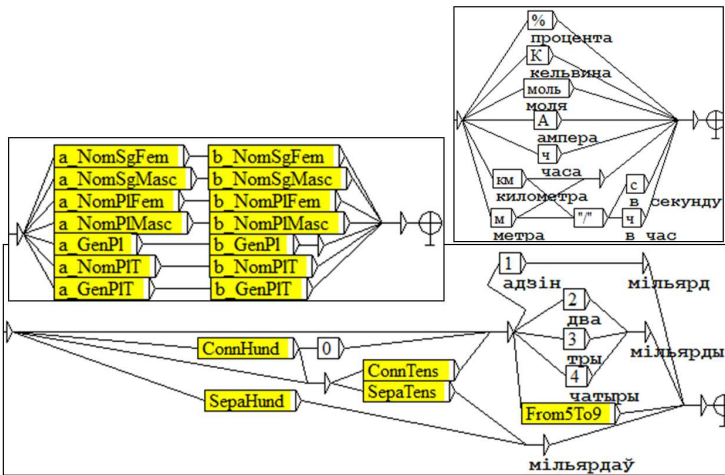 %
процента
К
кельвина
моль
моля
А
ампера
ч
часа
км
километра
м
метра
"/"
с
в секунду
ч
в час
a_NomSgFem b_NomSgFem
a_NomSgMasc b_NomSgMasc
a_NomPlFem b_NomPlFem
a_NomPlMasc b_NomPlMasc
a_GenPl b_GenPl
a_NomPlT b_NomPlT
a_GenPlT b_GenPlT
1
адзін
мільярд
2
два
3
тры
4
чатыры
мільярды
ConnHund
0
ConnTens
SepaTens
SepaHund
From5To9
мільярдаў